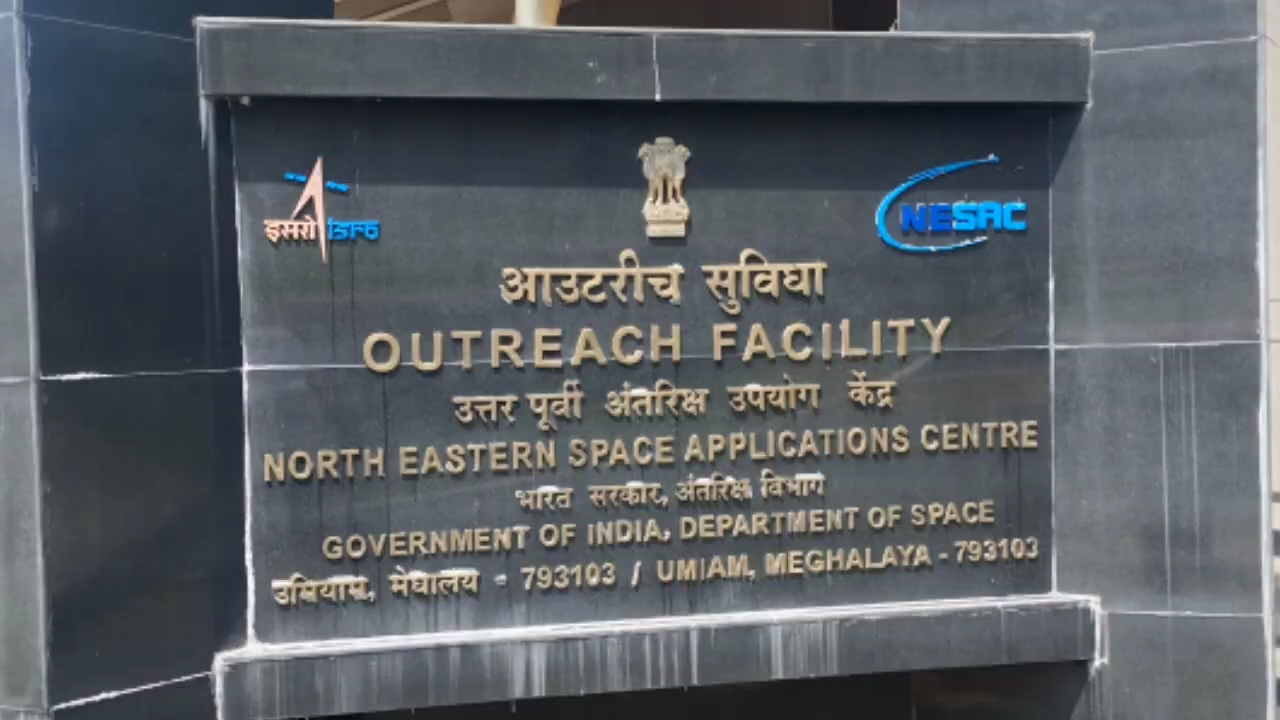 इसरो isro
NESAC
आउटरीच सुविधा
OUTREACH FACILITY
उत्तर पूर्वी अंतरिक्ष उपयोग केंद्र
NORTH EASTERN SPACE APPLICATIONS CENTRE
भारत सरकार, अंतरिक्ष विभाग
GOVERNMENT OF INDIA, DEPARTMENT OF SPACE
उमियाम, मेघालय - 793103 / UMIAM, MEGHALAYA - 793103